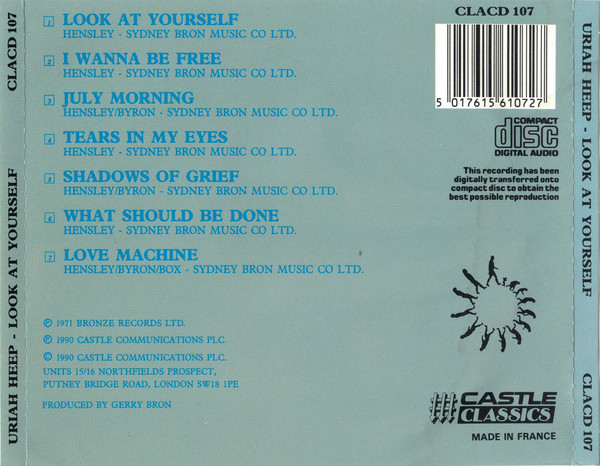 CLACD 107
URIAH HEEP - LOOK AT YOURSELF
1 LOOK AT YOURSELF
HENSLEY - SYDNEY BRON MUSIC CO LTD.
2 I WANNA BE FREE
HENSLEY - SYDNEY BRON MUSIC CO LTD.
3 JULY MORNING
HENSLEY/BYRON - SYDNEY BRON MUSIC CO LTD.
4 TEARS IN MY EYES
HENSLEY - SYDNEY BRON MUSIC CO LTD.
5 SHADOWS OF GRIEF
HENSLEY/BYRON - SYDNEY BRON MUSIC CO LTD.
6 WHAT SHOULD BE DONE
HENSLEY - SYDNEY BRON MUSIC CO LTD.
7 LOVE MACHINE
HENSLEY/BYRON/BOX - SYDNEY BRON MUSIC CO LTD.
℗ 1971 BRONZE RECORDS LTD.
℗ 1990 CASTLE COMMUNICATIONS PLC.
© 1990 CASTLE COMMUNICATIONS PLC.
UNITS 15/16 NORTHFIELDS PROSPECT,
PUTNEY BRIDGE ROAD, LONDON SW18 1PE
PRODUCED BY GERRY BRON
CLACD 107
5 017615 610727
COMPACT
disc
DIGITAL AUDIO
This recording has been
digitally transferred onto
compact disc to obtain the
best possible reproduction
CASTLE
CLASSICS
MADE IN FRANCE
URIAH HEEP - LOOK AT YOURSELF
CLACD 107